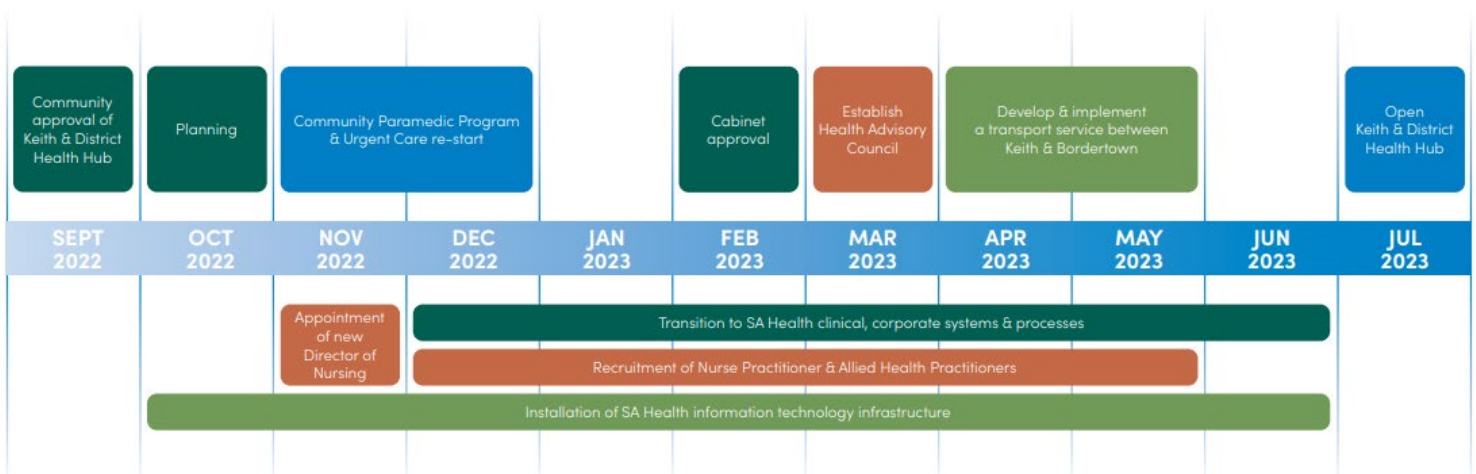 Community
approval of
Keith & District
Health Hub
Planning
Community Paramedic Program
& Urgent Care re-start
Cabinet
approval
Establish
Health Advisory
Council
Develop & implement
a transport service between
Keith & Bordertown
Open
Keith & District
Health Hub
SEPT
2022
OCT
2022
NOV
2022
DEC
2022
JAN
2023
FEB
2023
MAR
2023
APR
2023
MAY
2023
JUN
2023
JUL
2023
Appointment
of new
Director of
Nursing
Transition to SA Health clinical, corporate systems & processes
Recruitment of Nurse Practitioner & Allied Health Practitioners
Installation of SA Health information technology infrastructure